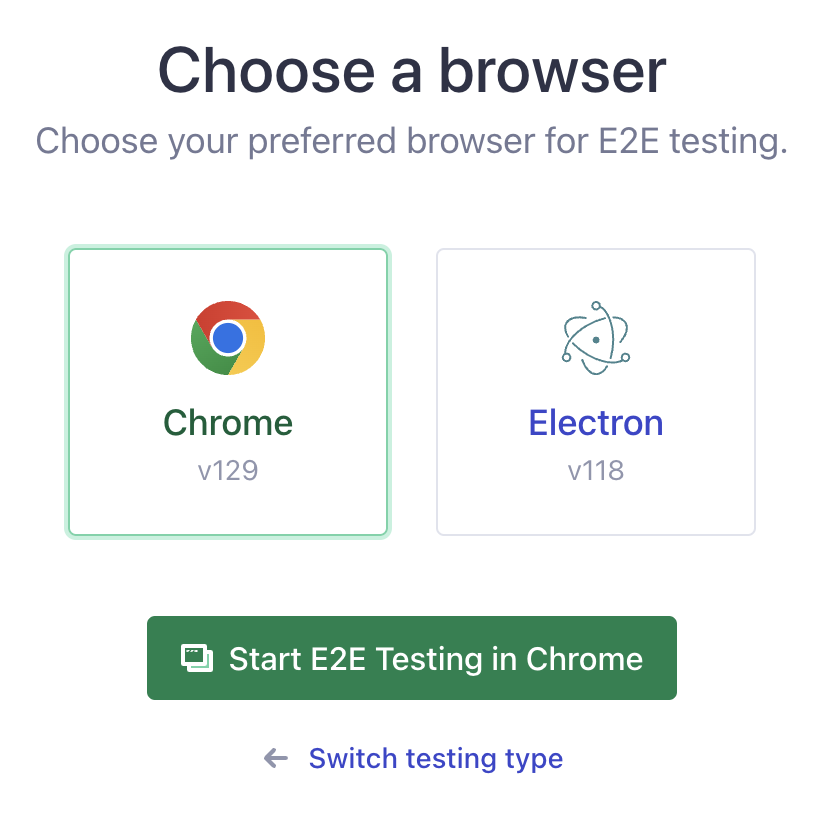 Choose a browser
Choose your preferred browser for E2E testing.
Chrome
v129
Electron
v118
Start E2E Testing in Chrome
Switch testing type